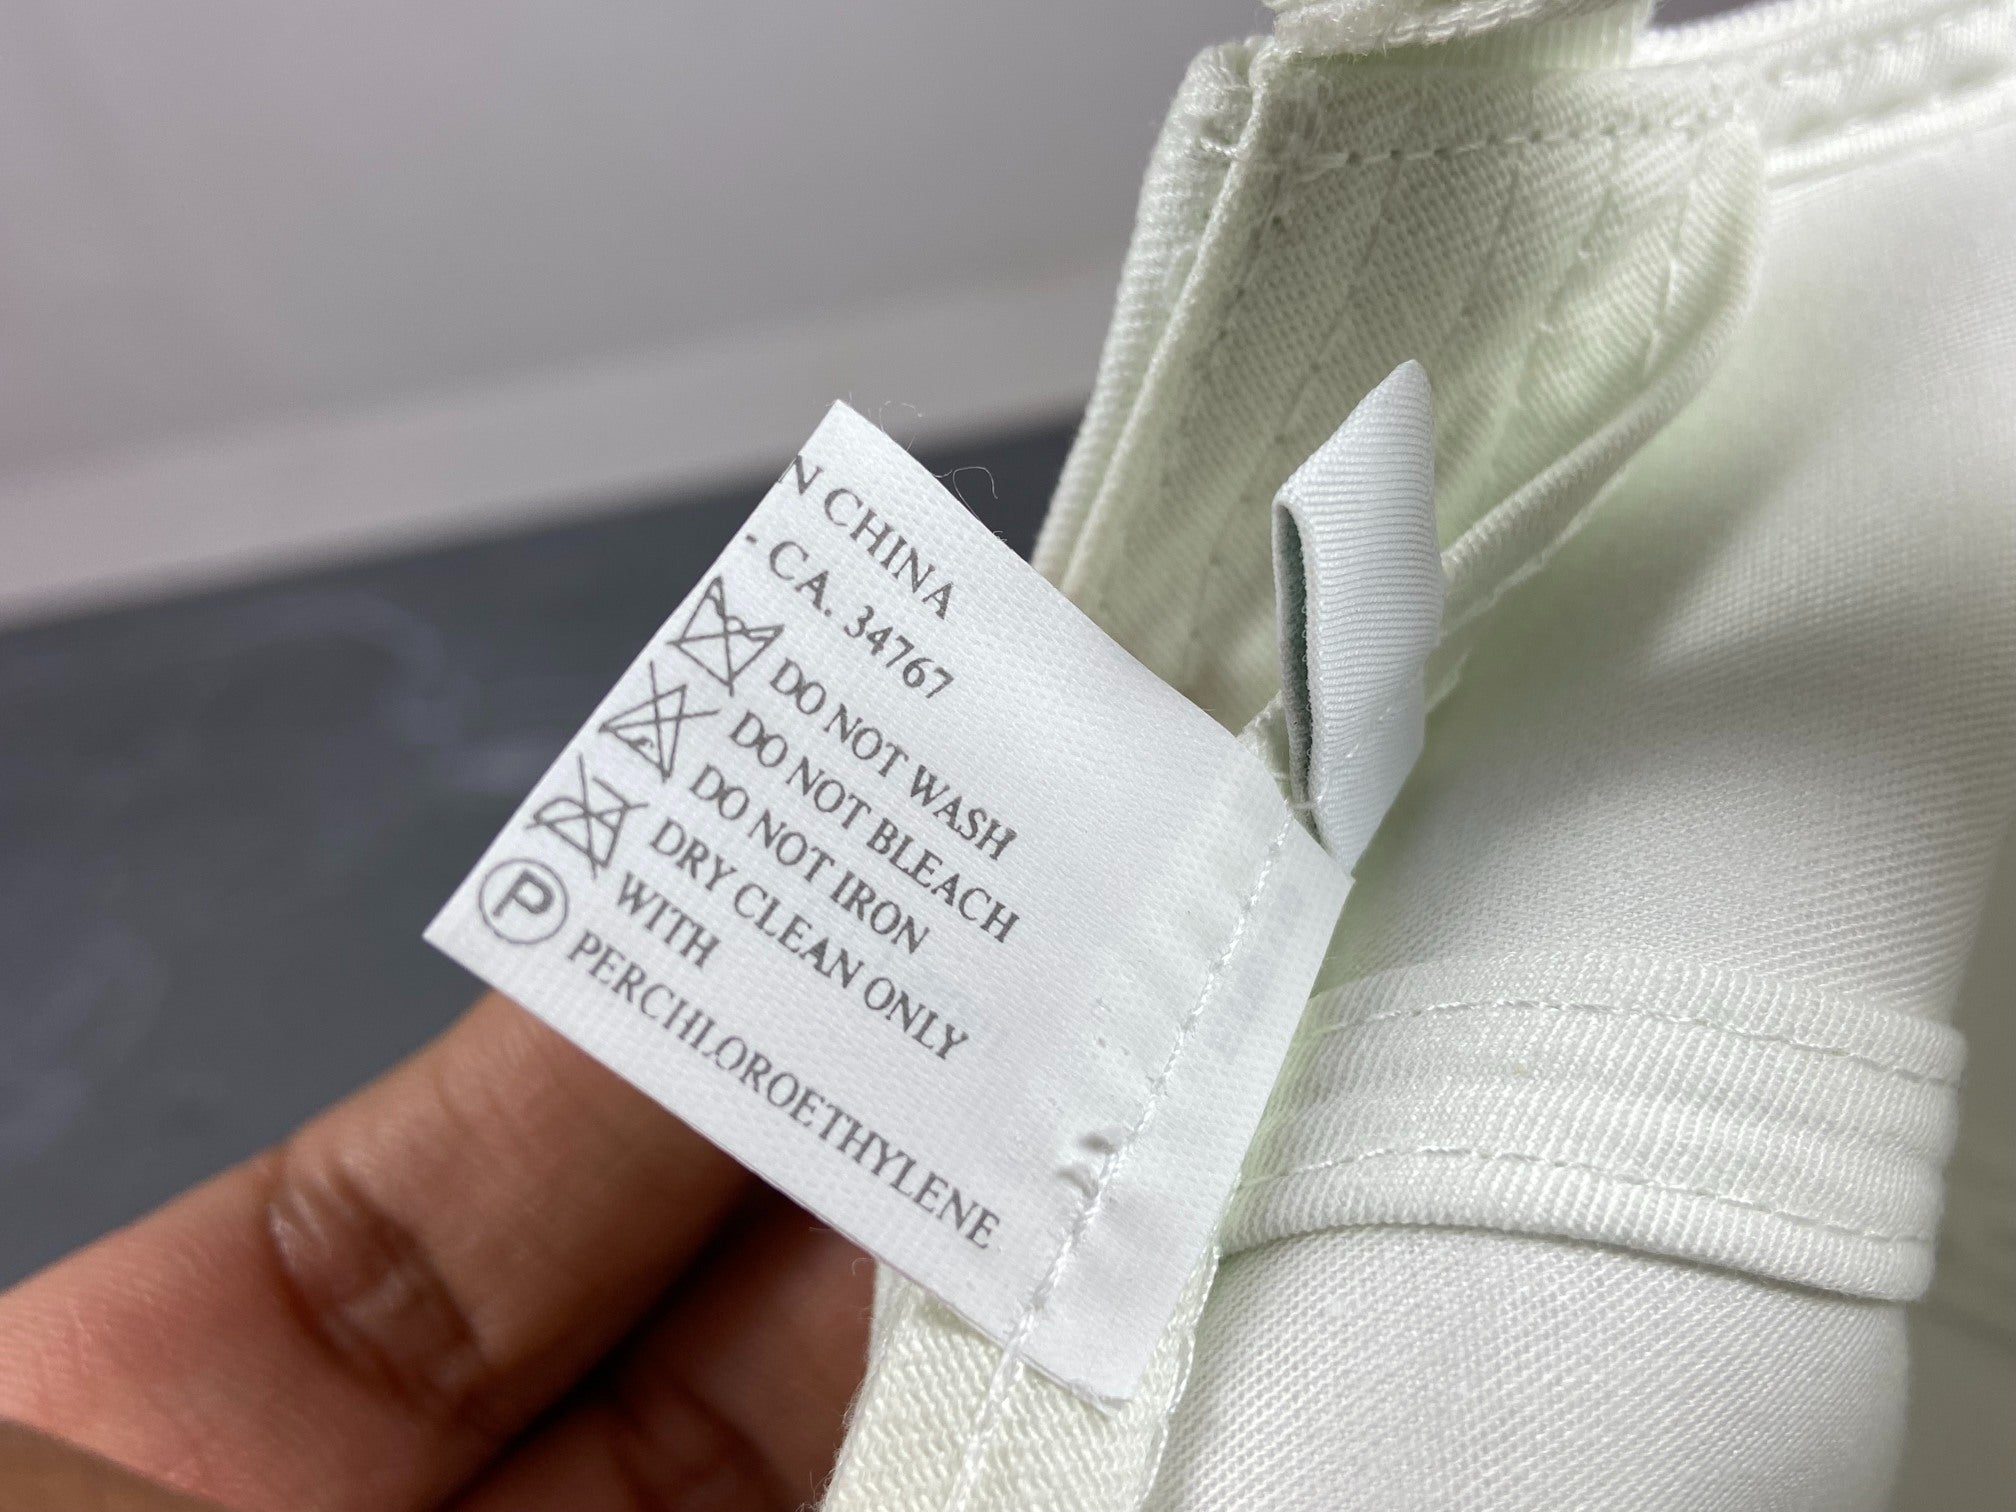 N CHINA
- CA. 34767
DO NOT WASH
DO NOT BLEACH
DO NOT IRON
DRY CLEAN ONLY
WITH
PERCHLOROETHYLENE
P